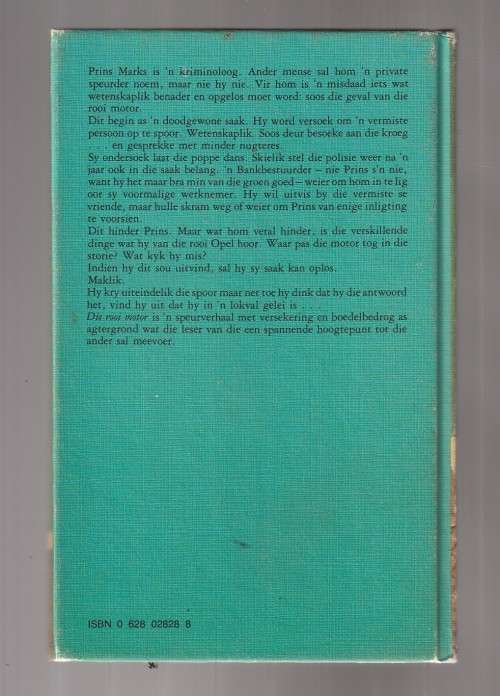 Prins Marks is 'n kriminoloog. Ander mense sal hom 'n private
speurder noem, maar nie hy nie. Vir hom is 'n misdaad iets wat
wetenskaplik benader en opgelos moet word: soos die geval van die
rooi motor.
Dit begin as 'n doodgewone saak. Hy word versoek om 'n vermiste
persoon op te spoor. Wetenskaplik. Soos deur besoeke aan die kroeg
. . . en gesprekke met minder nugteres.
Sy ondersoek laat die poppe dans. Skielik stel die polisie weer na 'n
jaar ook in die saak belang. 'n Bankbestuurder – nie Prins s'n nie,
want hy het maar bra min van die groen goed – weier om hom in te lig
oor sy voormalige werknemer. Hy wil uitvis by die vermiste se
vriende, maar hulle skram weg of weier om Prins van enige inligting
te voorsien.
Dit hinder Prins. Maar wat hom veral hinder, is die verskillende
dinge wat hy van die rooi Opel hoor. Waar pas die motor tog in die
storie? Wat kyk hy mis?
Indien hy dit sou uitvind, sal hy sy saak kan oplos.
Maklik.
Hy kry uiteindelik die spoor maar net toe hy dink dat hy die antwoord
het, vind hy uit dat hy in 'n lokval gelei is . . .
Die rooi motor is 'n speurverhaal met versekering en boedelbedrog as
agtergrond wat die leser van die een spannende hoogtepunt tot die
ander sal meevoer.
ISBN 0 628 02828 8